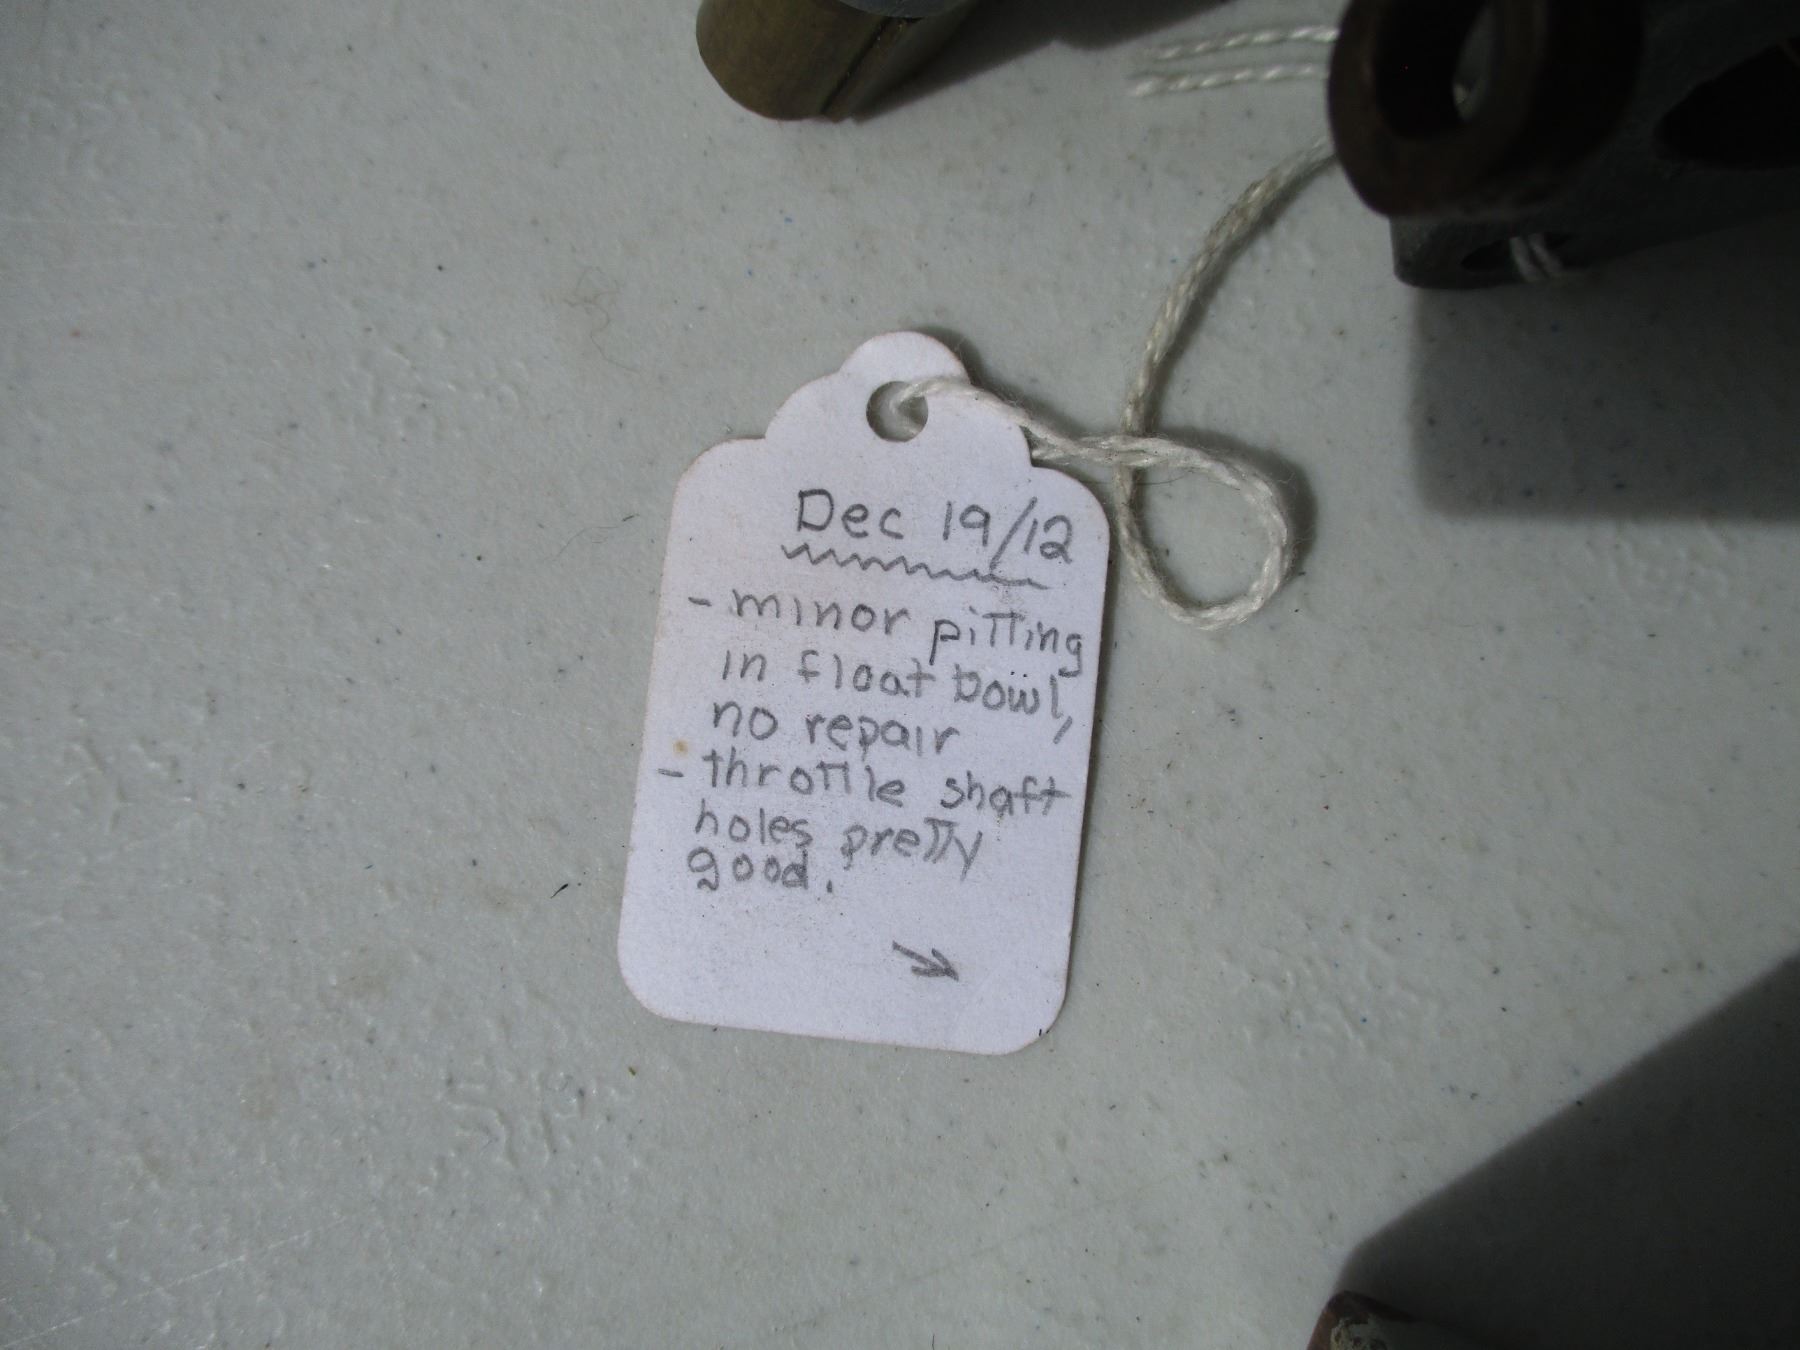 Dec 19/12
- minor pitting
in float bowl,
no repair
- throttle shaft
holes pretty
good.